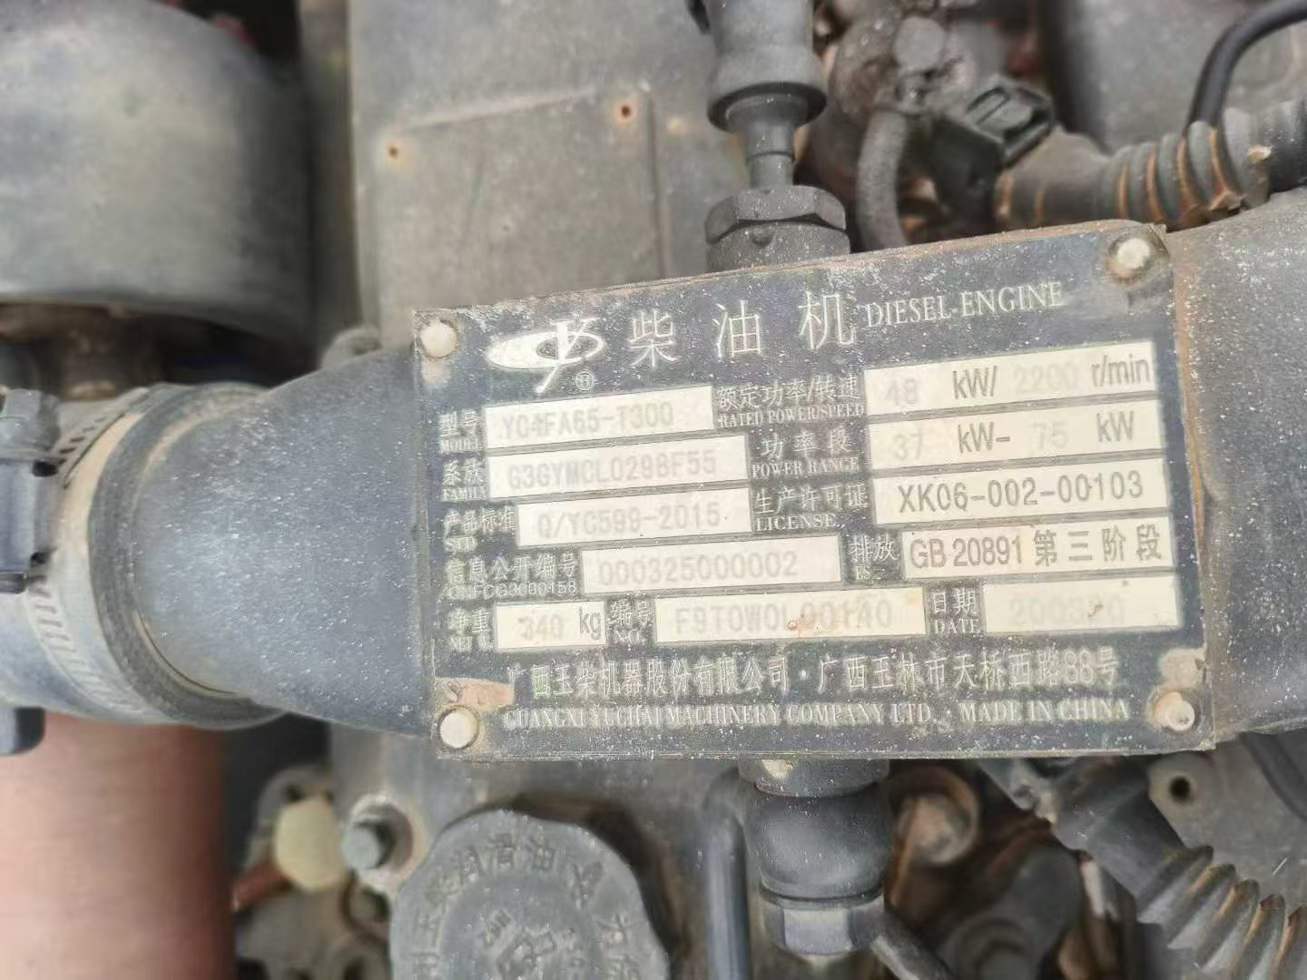 柴油机 DIESEL ENGINE
型号 MODEL YC4FA65-T300 额定功率/转速 RATED POWER/SPEED 48 kW/ 2200 r/min
系族 FAMILY G3GYMCL0298F55 功率段 POWER RANGE 37 kW- 75 kW
产品标准 STD Q/YC599-2015 生产许可证 LICENSE XK06-002-00103
信息公开编号 000325000002 排放 GB 20891 第三阶段
净重 340 kg 编号 NO. 日期 DATE
广西玉柴机器股份有限公司·广西玉林市天桥西路88号
GUANGXI YUCHAI MACHINERY COMPANY LTD. MADE IN CHINA